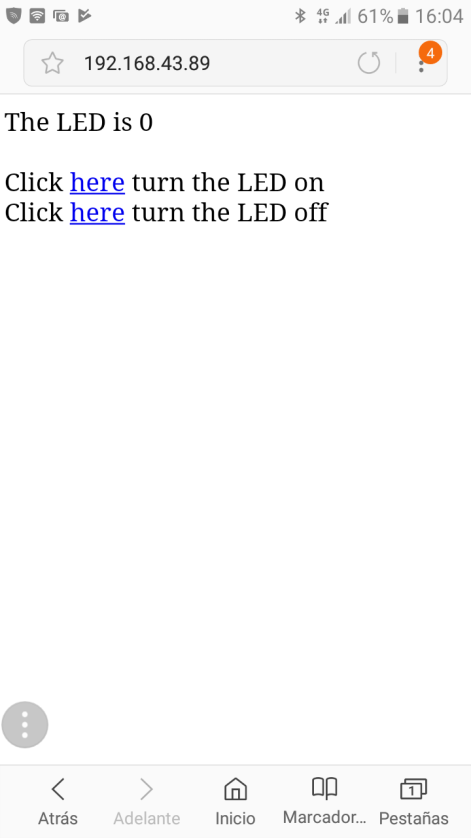 4G 61% 16:04
192.168.43.89 4
The LED is 0
Click here turn the LED on
Click here turn the LED off
1
Atrás Adelante Inicio Marcador... Pestañas